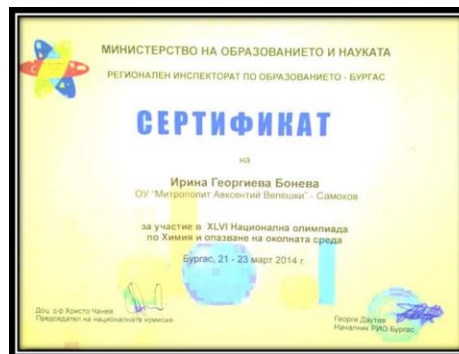 МИНИСТЕРСТВО НА ОБРАЗОВАНИЕТО И НАУКАТА
РЕГИОНАЛЕН ИНСПЕКТОРАТ ПО ОБРАЗОВАНИЕТО - БУРГАС
СЕРТИФИКАТ
на
Ирина Георгиева Бонева
ОУ "Митрополит Авксентий Велешки" - Самоков
за участие в XLVI Национална олимпиада
по Химия и опазване на околната среда
Бургас, 21 - 23 март 2014 г.
Доц. д-р Христо Чанев
Председател на националната комисия
Георги Даутев
Началник РИО Бургас